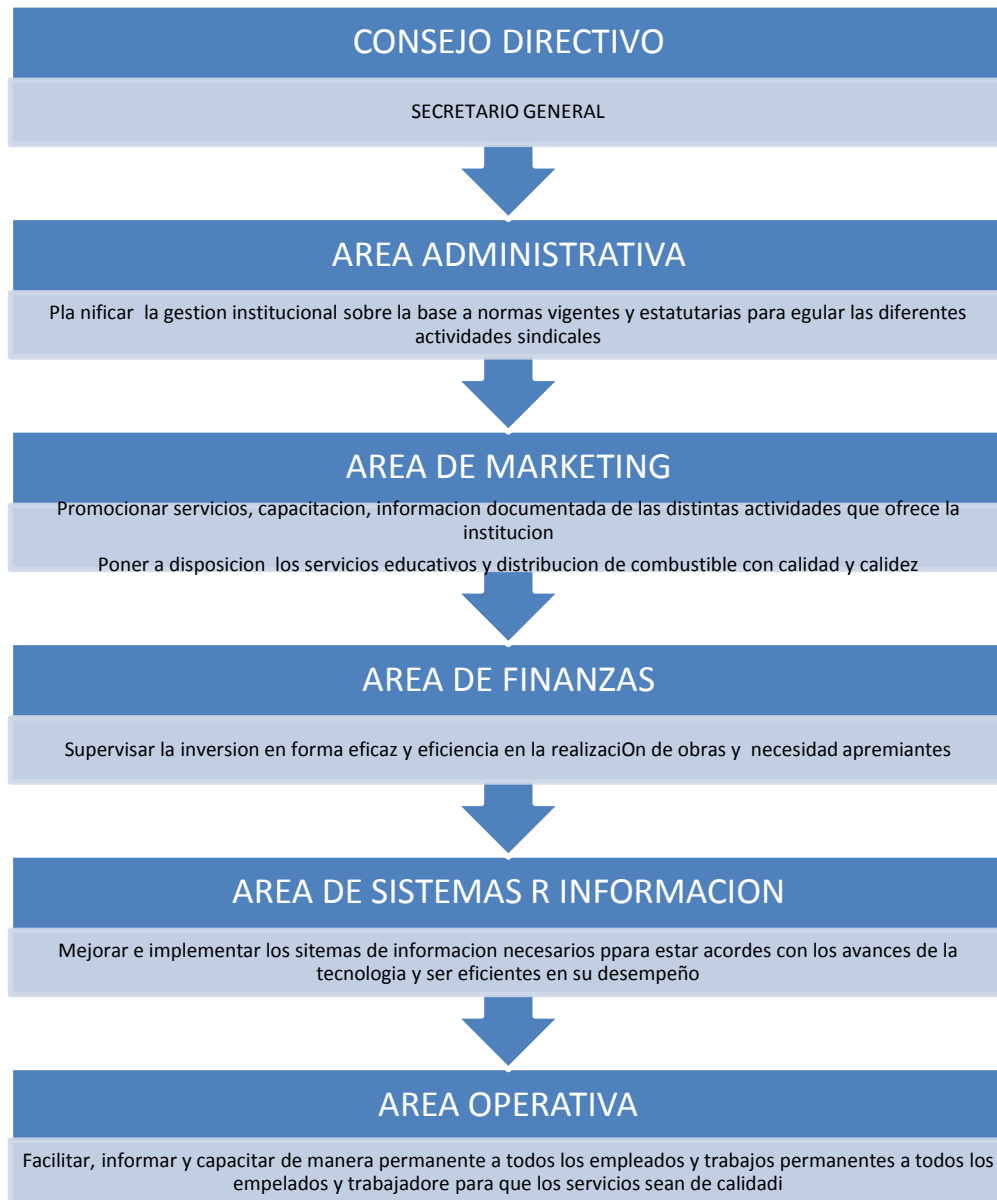 CONSEJO DIRECTIVO
SECRETARIO GENERAL
AREA ADMINISTRATIVA
Pla nificar la gestion institucional sobre la base a normas vigentes y estatutarias para egular las diferentes
actividades sindicales
AREA DE MARKETING
Promocionar servicios, capacitacion, informacion documentada de las distintas actividades que ofrece la
institucion
Poner a disposicion los servicios educativos y distribucion de combustible con calidad y calidez
AREA DE FINANZAS
Supervisar la inversion en forma eficaz y eficiencia en la realizaciOn de obras y necesidad apremiantes
AREA DE SISTEMAS R INFORMACION
Mejorar e implementar los sitemas de informacion necesarios ppara estar acordes con los avances de la
tecnologia y ser eficientes en su desempeño
AREA OPERATIVA
Facilitar, informar y capacitar de manera permanente a todos los empleados y trabajos permanentes a todos los
empelados y trabajadore para que los servicios sean de calidadi